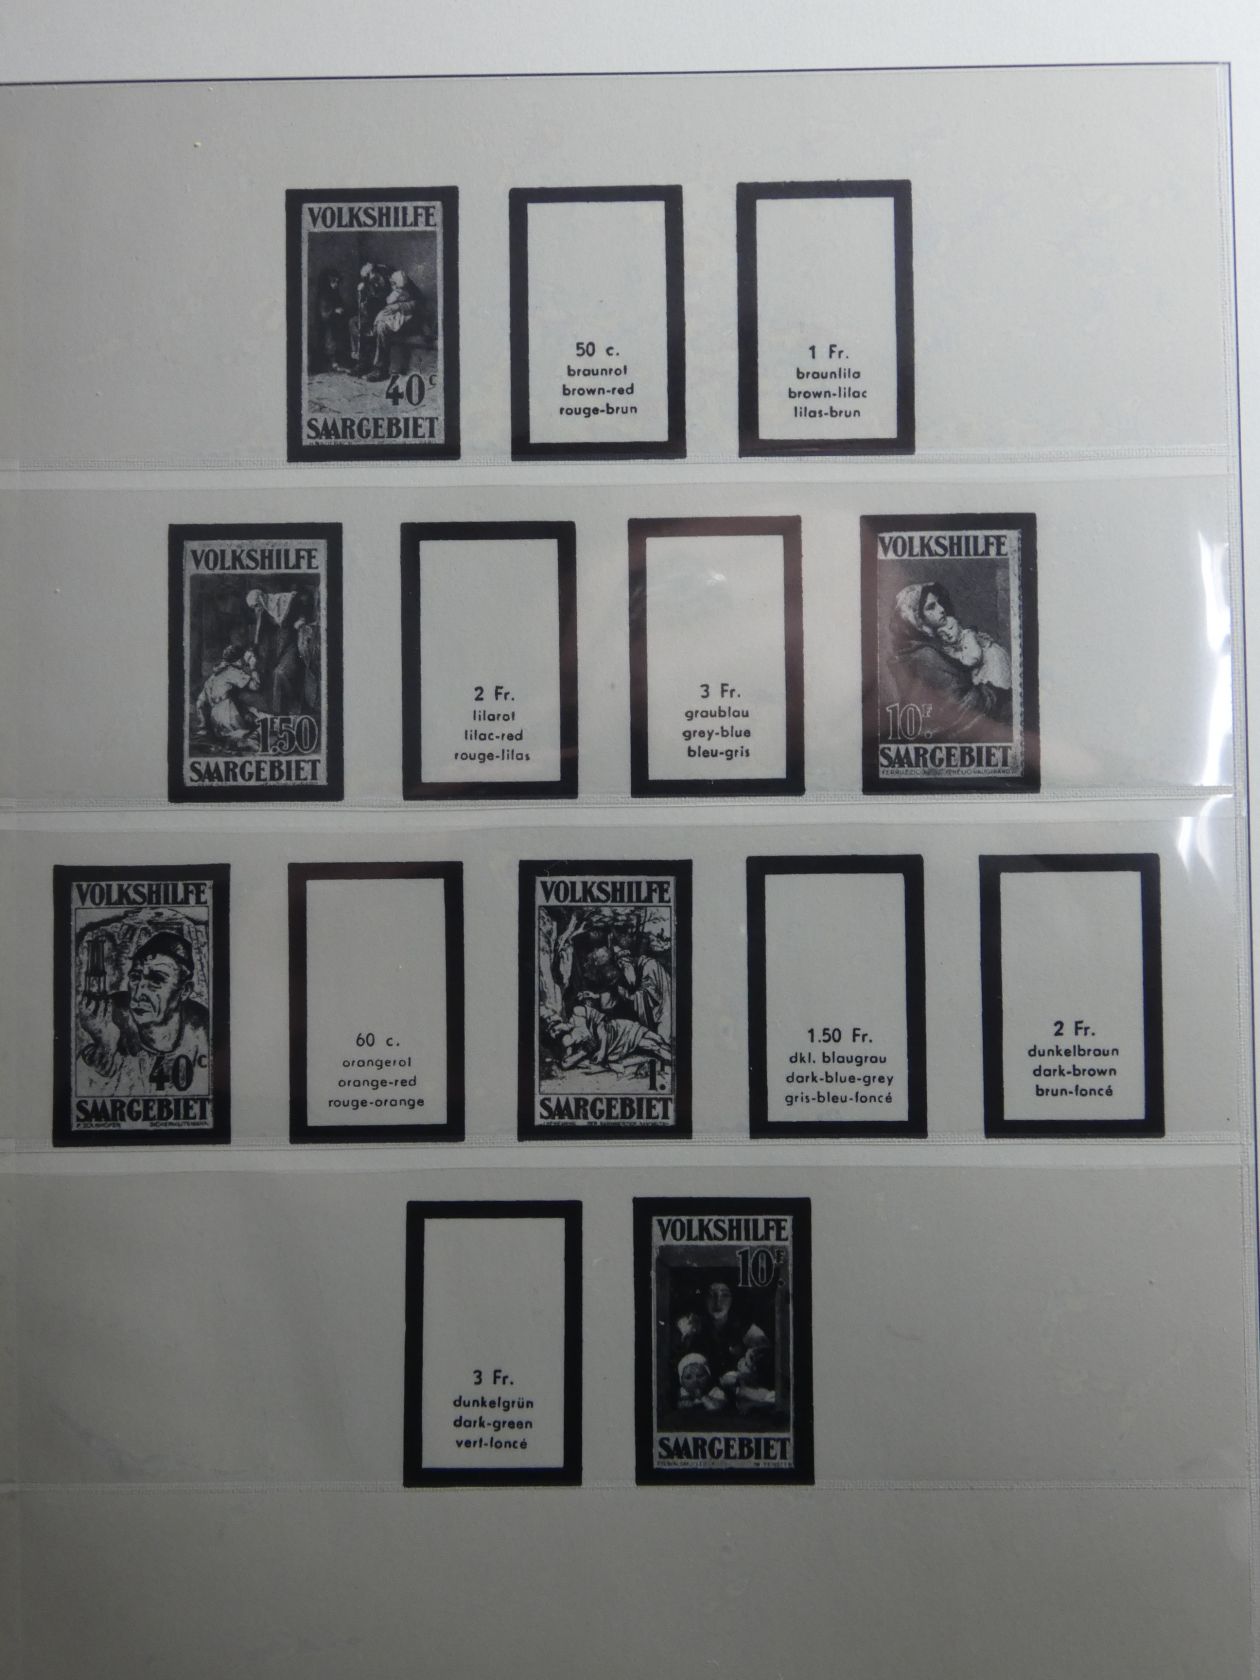 VOLKSHILFE
40c
SAARGEBIET
50 c.
braunrot
brown-red
rouge-brun
1 Fr.
braunlila
brown-lilac
lilas-brun
VOLKSHILFE
1F.50
SAARGEBIET
2 Fr.
lilarot
lilac-red
rouge-lilas
3 Fr.
graublau
grey-blue
bleu-gris
VOLKSHILFE
10F.
SAARGEBIET
VOLKSHILFE
40c
SAARGEBIET
60 c.
orangerot
orange-red
rouge-orange
VOLKSHILFE
1F.
SAARGEBIET
1.50 Fr.
dkl. blaugrau
dark-blue-grey
gris-bleu-foncé
2 Fr.
dunkelbraun
dark-brown
brun-foncé
3 Fr.
dunkelgrün
dark-green
vert-foncé
VOLKSHILFE
10F.
SAARGEBIET